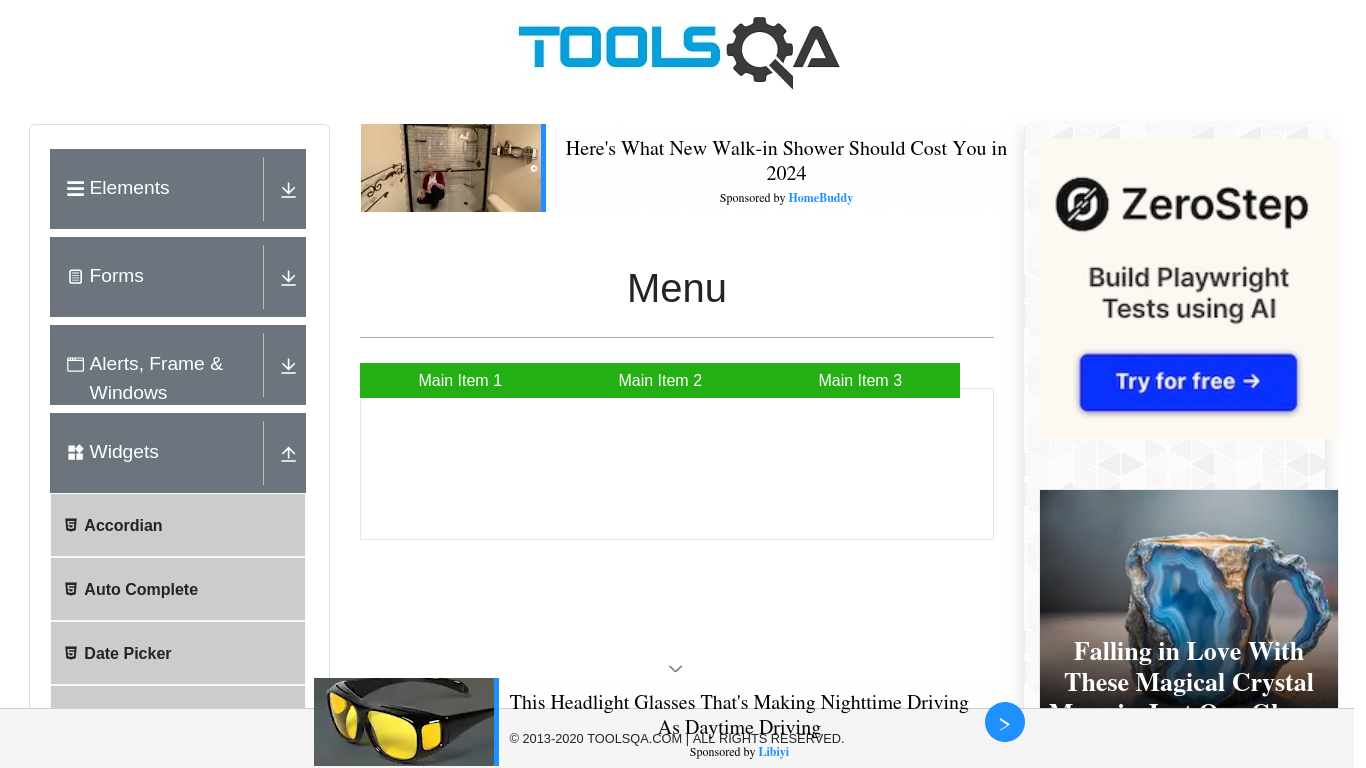 TOOLSQA
Elements
Forms
Alerts, Frame &
Windows
Widgets
Accordian
Auto Complete
Date Picker
Here's What New Walk-in Shower Should Cost You in
2024
Sponsored by HomeBuddy
Menu
Main Item 1
Main Item 2
Main Item 3
ZeroStep
Build Playwright
Tests using AI
Try for free →
Falling in Love With
These Magical Crystal
This Headlight Glasses That's Making Nighttime Driving
As Daytime Driving
© 2013-2020 TOOLSQA.COM | ALL RIGHTS RESERVED.
Sponsored by Libiyi